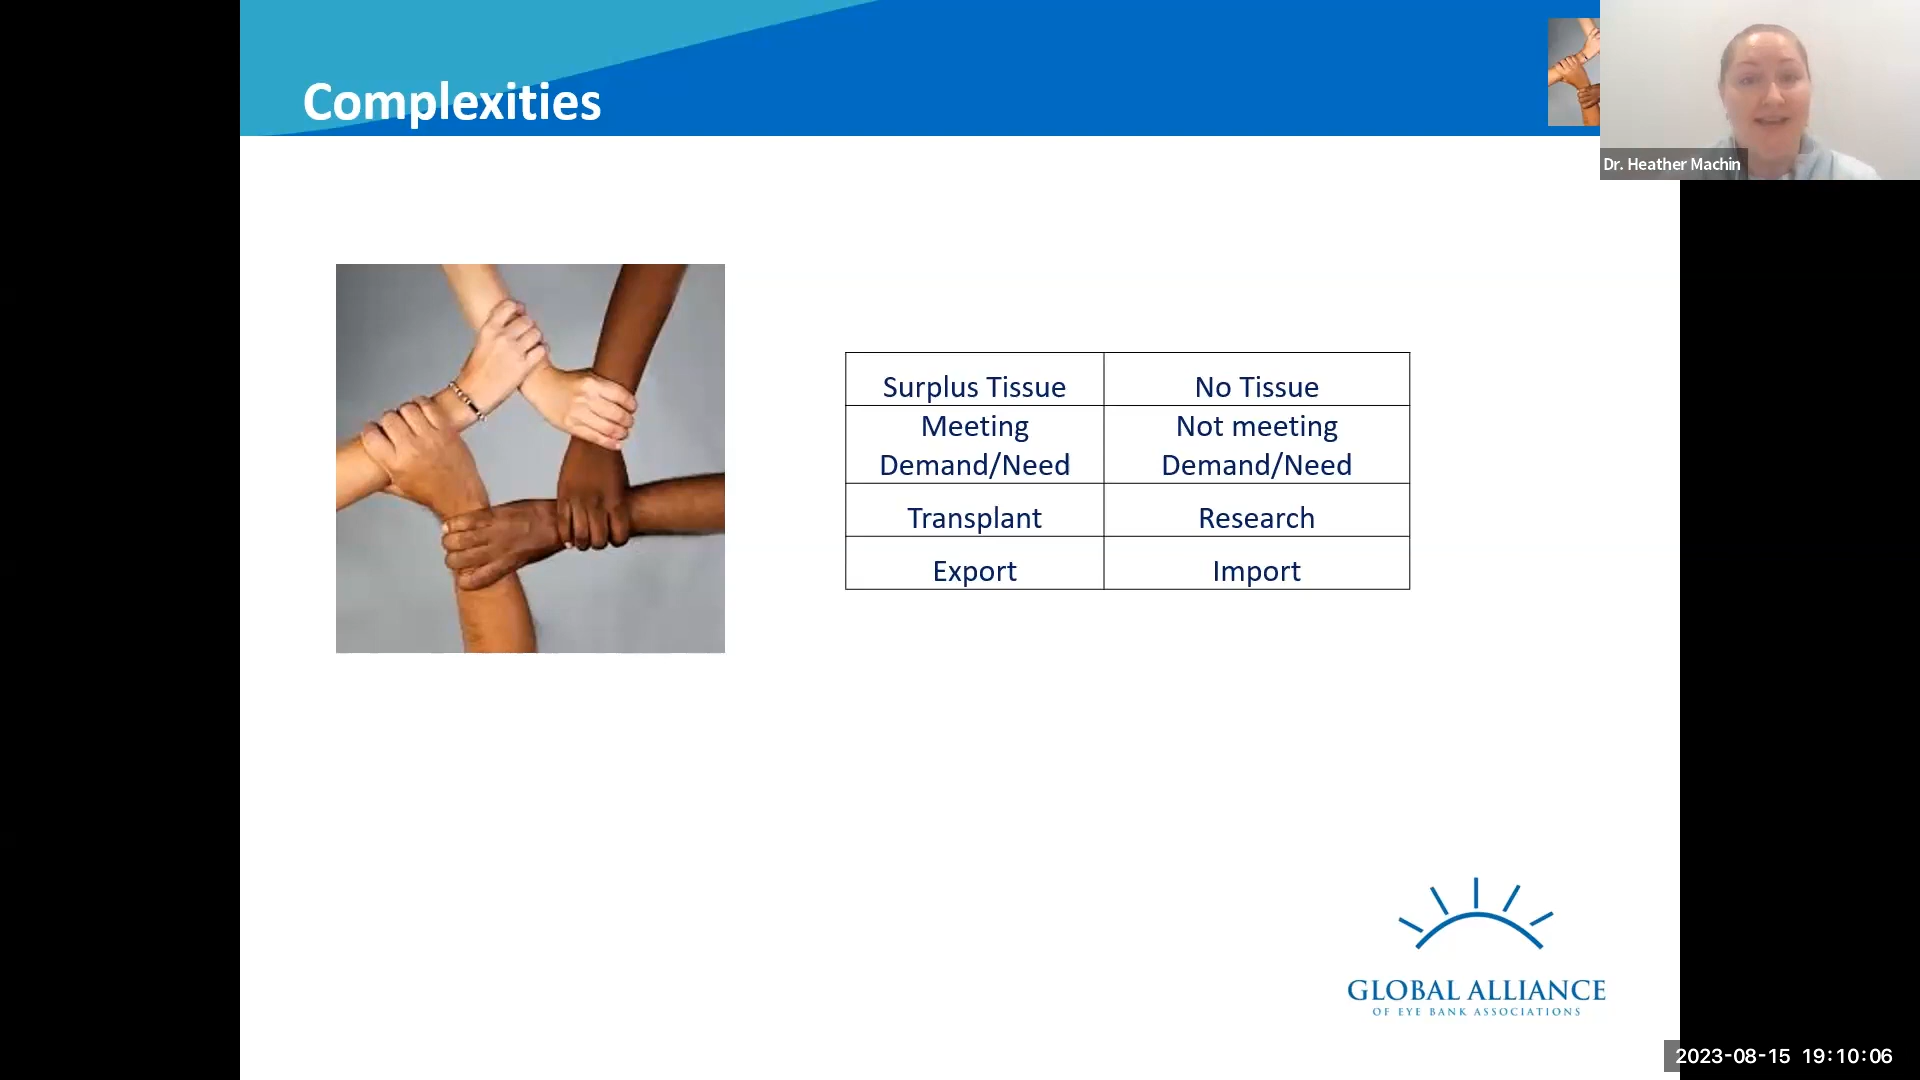 Complexities
Dr. Heather Machin
Surplus Tissue
No Tissue
Meeting
Demand/Need
Not meeting
Demand/Need
Transplant
Research
Export
Import
GLOBAL ALLIANCE
OF EYE BANK ASSOCIATIONS
2023-08-15 19:10:06